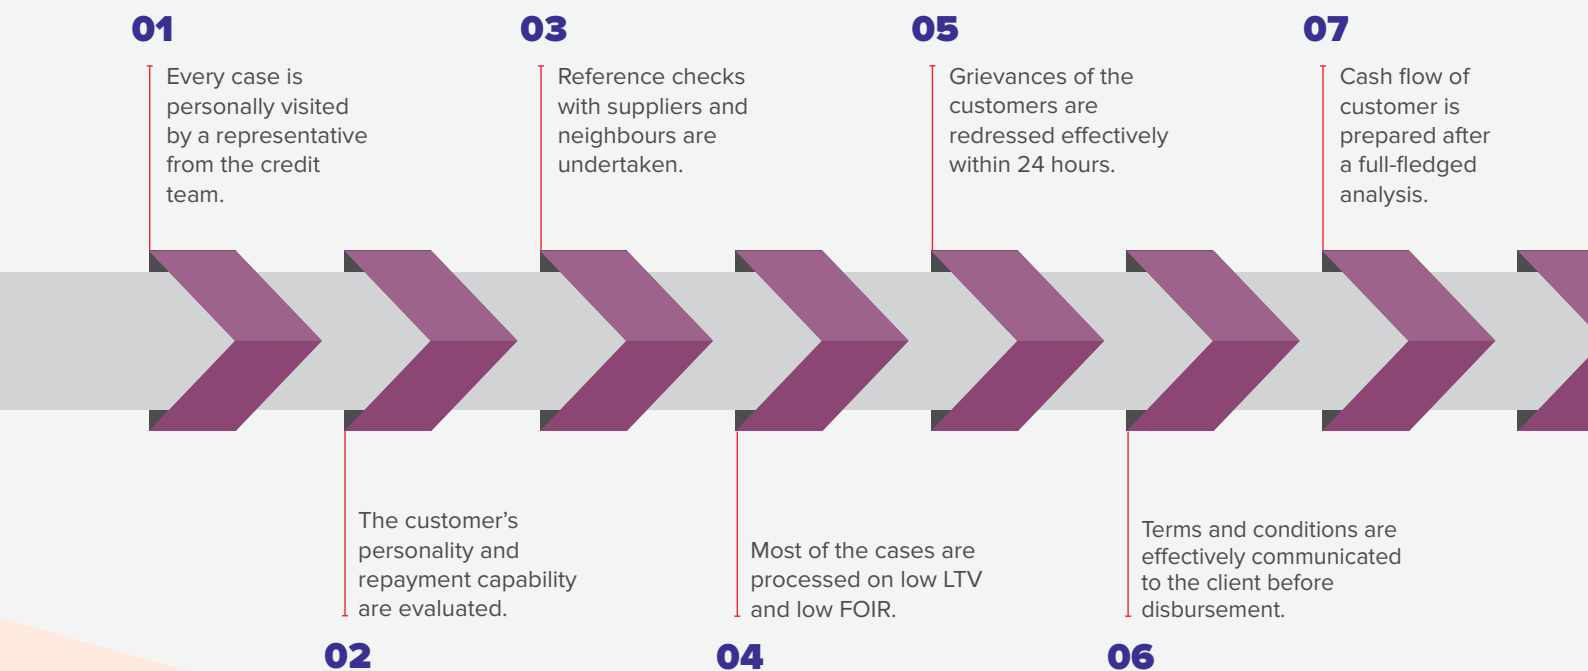 01
Every case is
personally visited
by a representative
from the credit
team.
03
Reference checks
with suppliers and
neighbours are
undertaken.
05
Grievances of the
customers are
redressed effectively
within 24 hours.
07
Cash flow of
customer is
prepared after
a full-fledged
analysis.
The customer’s
personality and
repayment capability
are evaluated.
02
Most of the cases are
processed on low LTV
and low FOIR.
04
Terms and conditions are
effectively communicated
to the client before
disbursement.
06